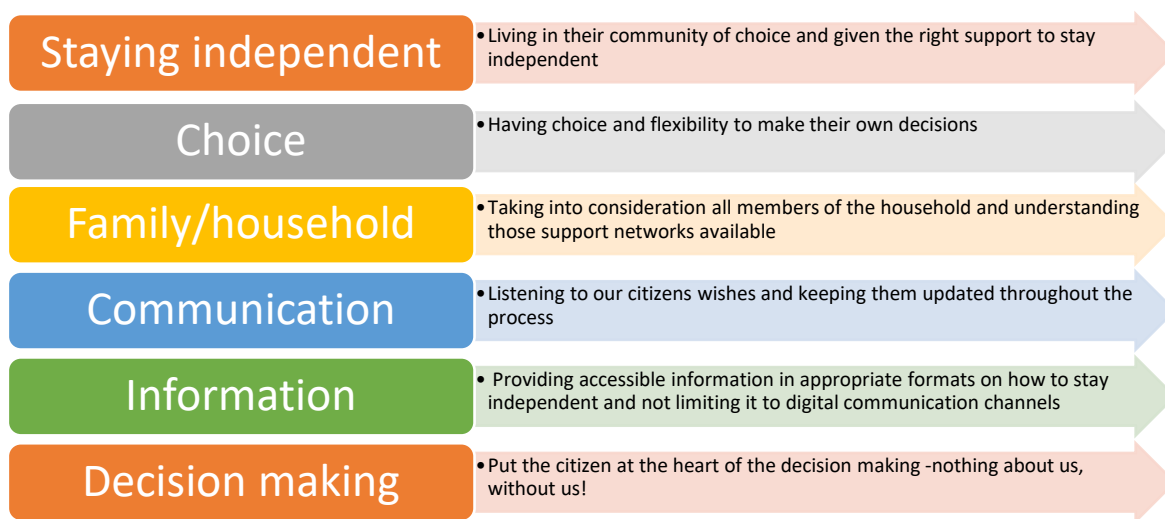 Staying independent
•Living in their community of choice and given the right support to stay
independent
Choice
•Having choice and flexibility to make their own decisions
Family/household
•Taking into consideration all members of the household and understanding
those support networks available
Communication
•Listening to our citizens wishes and keeping them updated throughout the
process
Information
• Providing accessible information in appropriate formats on how to stay
independent and not limiting it to digital communication channels
Decision making
•Put the citizen at the heart of the decision making -nothing about us,
without us!